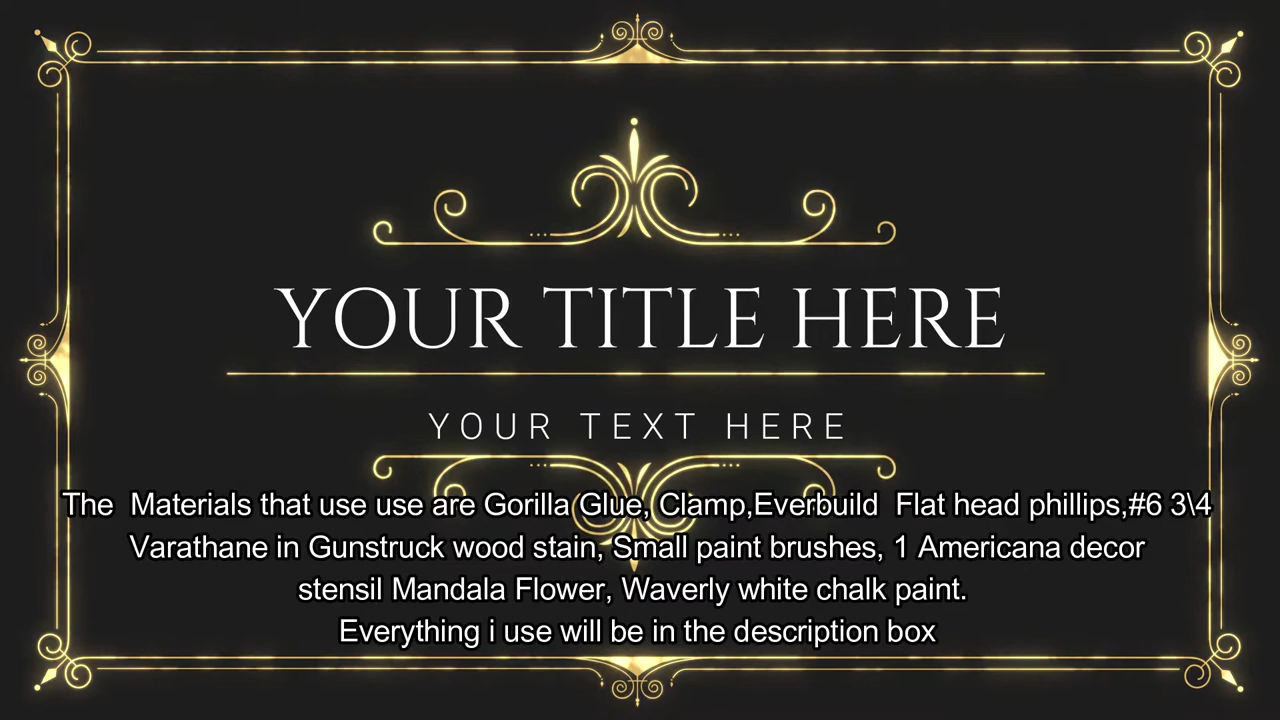 YOUR TITLE HERE
YOUR TEXT HERE
The  Materials that use use are Gorilla Glue, Clamp,Everbuild  Flat head phillips,#6 3\4
Varathane in Gunstruck wood stain, Small paint brushes, 1 Americana decor
stensil Mandala Flower, Waverly white chalk paint.
Everything i use will be in the description box